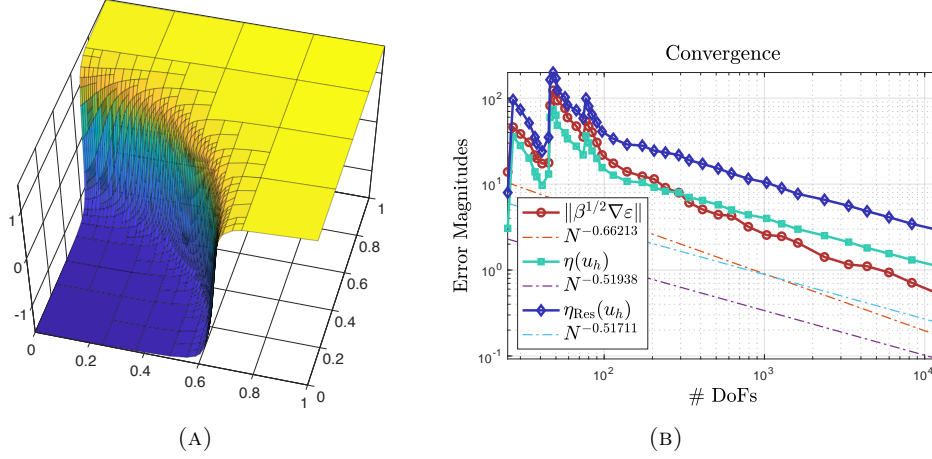 1
0
-1
0
0.2
0.4
0.6
0.8
1
0
0.2
0.4
0.6
0.8
1
(A)
Convergence
Error Magnitudes
10^2
10^1
10^0
10^-1
‖β^{1/2}∇ε‖
N^{-0.66213}
η(u_h)
N^{-0.51938}
η_Res(u_h)
N^{-0.51711}
10^2
10^3
10^4
# DoFs
(B)